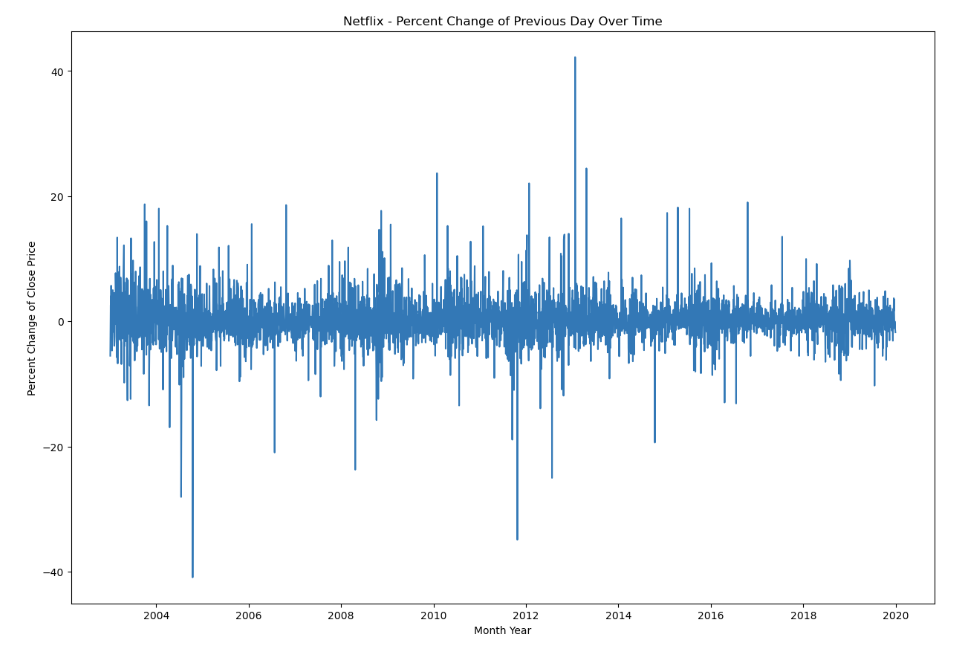 Netflix - Percent Change of Previous Day Over Time
Percent Change of Close Price
40
20
0
−20
−40
2004 2006 2008 2010 2012 2014 2016 2018 2020
Month Year